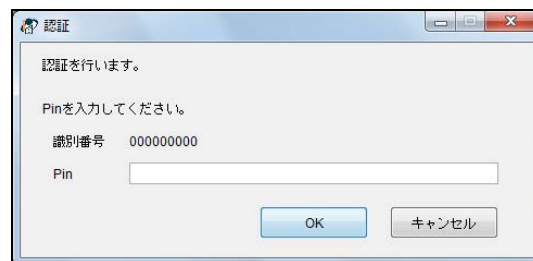 認証
認証を行います。
Pinを入力してください。
識別番号 000000000
Pin
OK キャンセル